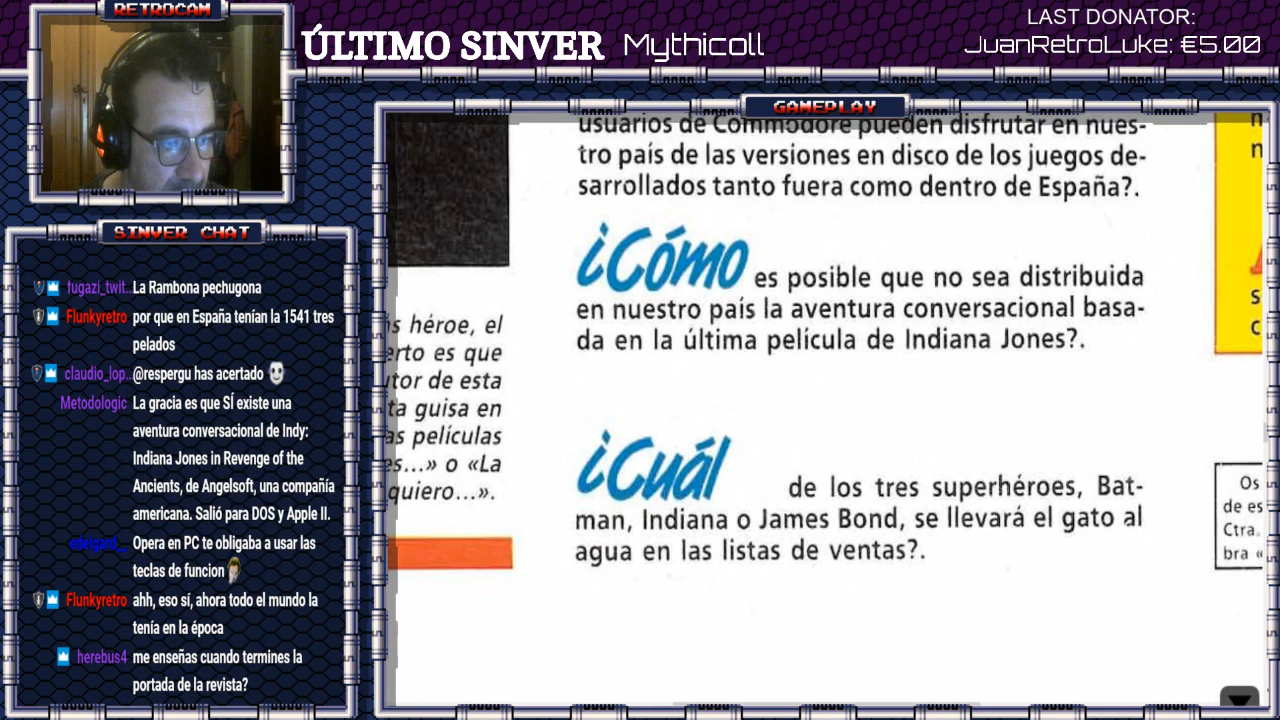 RETROCAM
ÚLTIMO SINVER Mythicoll
LAST DONATOR:
JuanRetroLuke: €5.00
GAMEPLAY
SINVER CHAT
fugazi_twit.. La Rambona pechugona
Flunkyretro por que en España tenían la 1541 tres
pelados
claudio_lop.. @respergu has acertado
Metodologic La gracia es que SÍ existe una
aventura conversacional de Indy:
Indiana Jones in Revenge of the
Ancients, de Angelsoft, una compañía
americana. Salió para DOS y Apple II.
edelgard__ Opera en PC te obligaba a usar las
teclas de funcion
Flunkyretro ahh, eso sí, ahora todo el mundo la
tenía en la época
herebus4 me enseñas cuando termines la
portada de la revista?
s héroe, el
erto es que
utor de esta
ta guisa en
as películas
es...» o «La
quiero...».
usuarios de Commodore pueden disfrutar en nues-
tro país de las versiones en disco de los juegos de-
sarrollados tanto fuera como dentro de España?.
¿Cómo es posible que no sea distribuida
en nuestro país la aventura conversacional basa-
da en la última película de Indiana Jones?.
¿Cuál de los tres superhéroes, Bat-
man, Indiana o James Bond, se llevará el gato al
agua en las listas de ventas?.
Os
de es
Ctra.
bra «